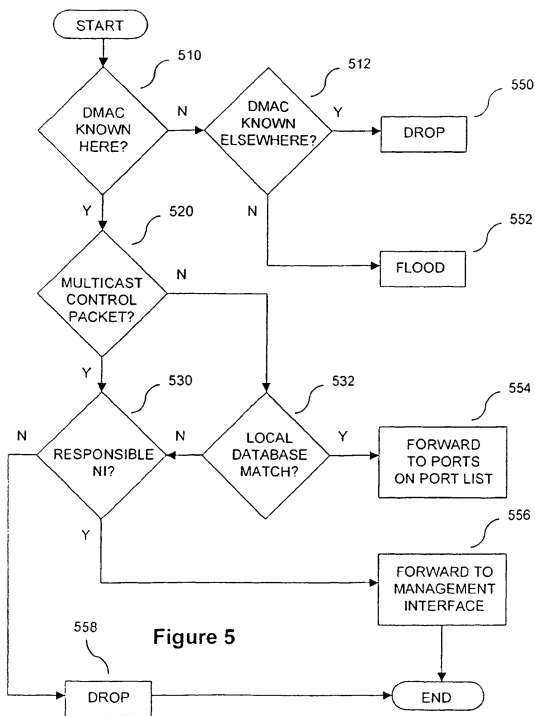 START
510
DMAC
KNOWN
HERE?
N
512
DMAC
KNOWN
ELSEWHERE?
Y
550
DROP
Y
N
520
552
FLOOD
MULTICAST
CONTROL
PACKET?
N
Y
530
532
554
N
RESPONSIBLE
NI?
N
LOCAL
DATABASE
MATCH?
Y
FORWARD
TO PORTS
ON PORT LIST
Y
556
FORWARD TO
MANAGEMENT
INTERFACE
Figure 5
558
DROP
END